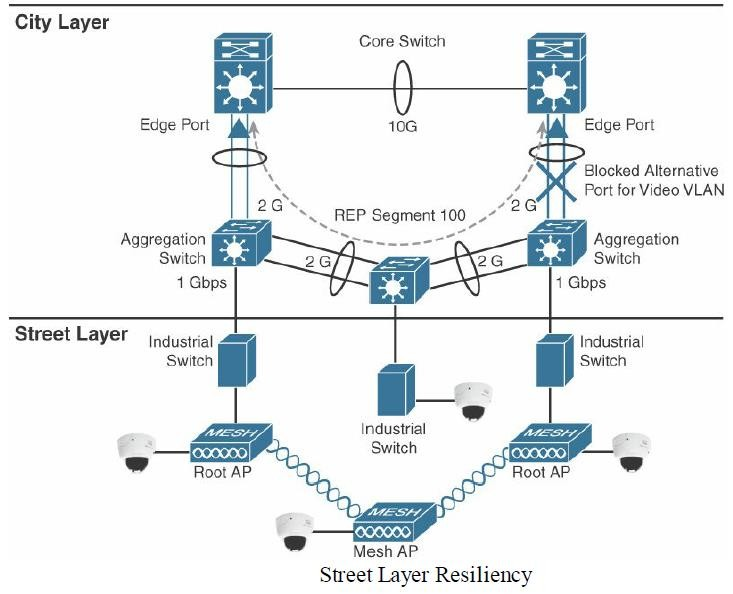 City Layer
Core Switch
10G
Edge Port
Edge Port
Blocked Alternative
Port for Video VLAN
2 G
REP Segment 100
2 G
Aggregation
Switch
1 Gbps
2 G
2 G
Aggregation
Switch
1 Gbps
Street Layer
Industrial
Switch
Industrial
Switch
Industrial
Switch
MESH
Root AP
MESH
Root AP
MESH
Mesh AP
Street Layer Resiliency